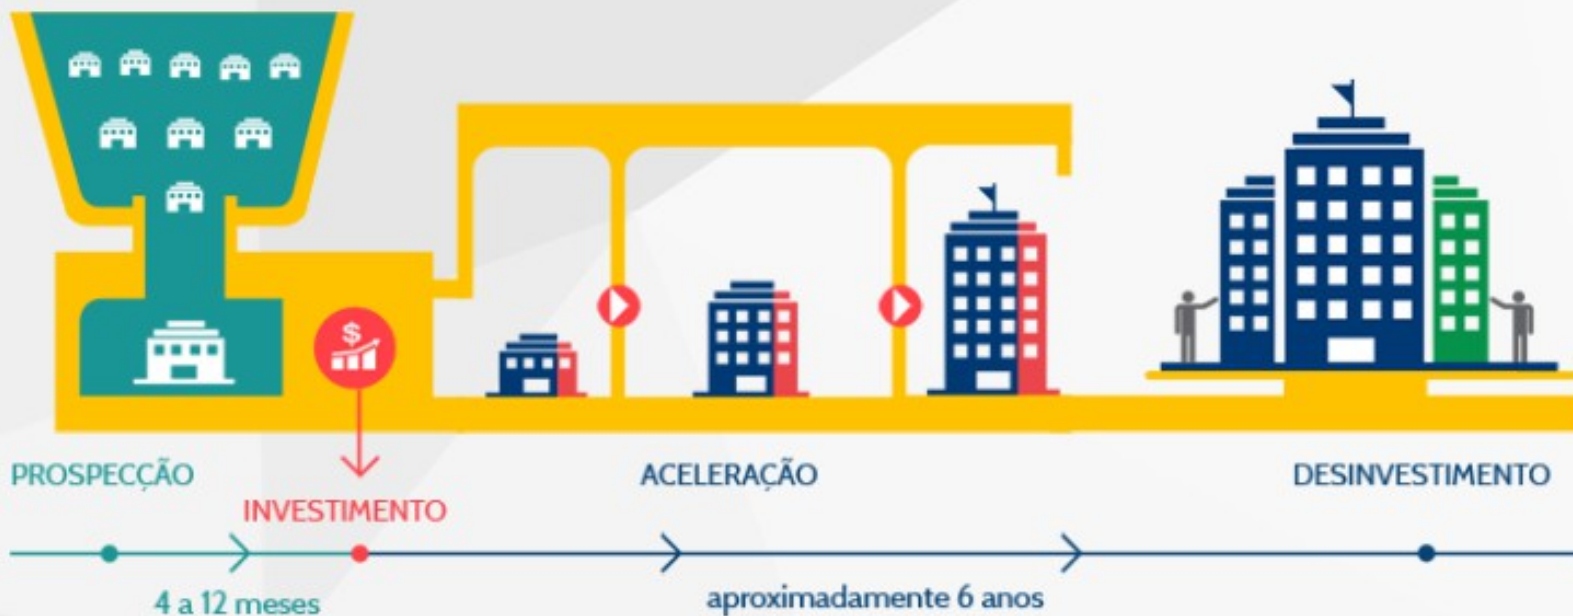 $
PROSPECÇÃO
INVESTIMENTO
ACELERAÇÃO
DESINVESTIMENTO
4 a 12 meses
aproximadamente 6 anos